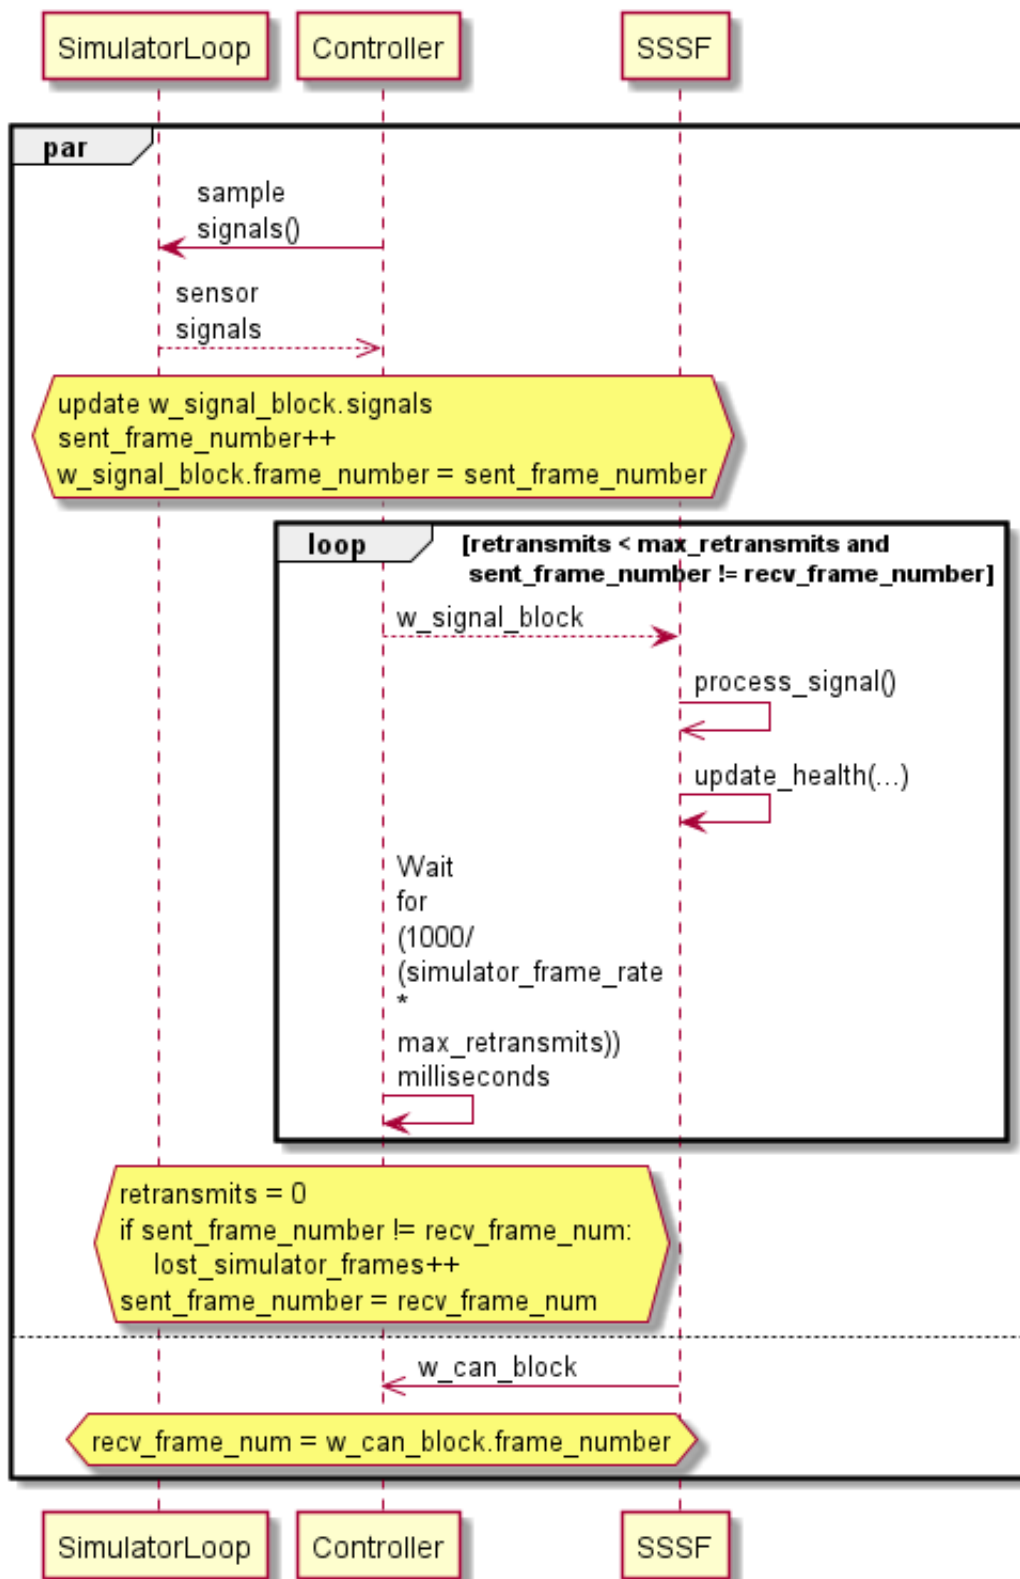 SimulatorLoop
Controller
SSSF
par
sample
signals()
sensor
signals
update w_signal_block.signals
sent_frame_number++
w_signal_block.frame_number = sent_frame_number
loop
[retransmits < max_retransmits and
sent_frame_number != recv_frame_number]
w_signal_block
process_signal()
update_health(...)
Wait
for
(1000/
(simulator_frame_rate
*
max_retransmits))
milliseconds
retransmits = 0
if sent_frame_number != recv_frame_num:
lost_simulator_frames++
sent_frame_number = recv_frame_num
w_can_block
recv_frame_num = w_can_block.frame_number
SimulatorLoop
Controller
SSSF